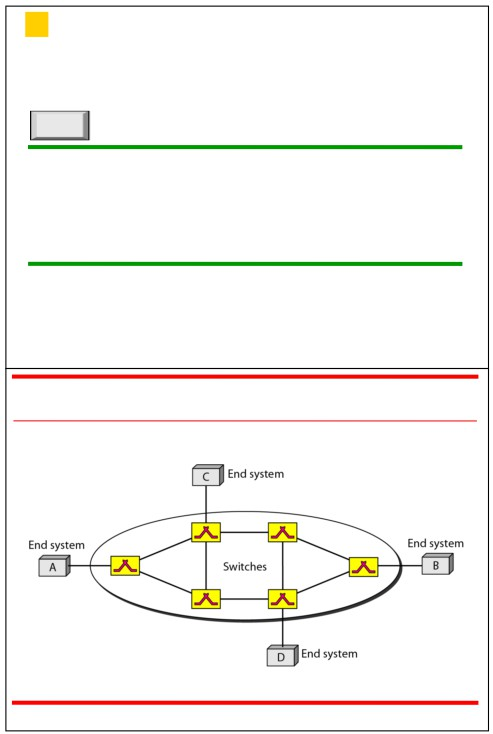 C
End system
End system
A
Switches
End system
B
D
End system